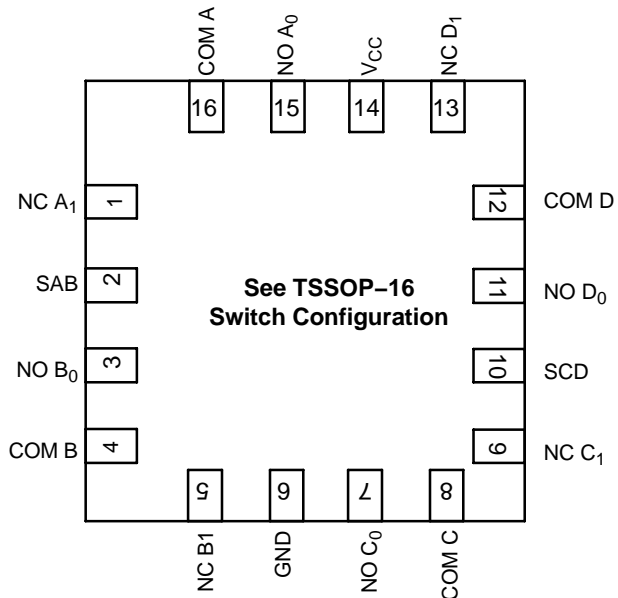 COM A
NO A₀
VCC
NC D₁
16
15
14
13
NC A₁
1
12
COM D
SAB
2
11
NO D₀
See TSSOP–16
Switch Configuration
NO B₀
3
10
SCD
COM B
4
9
NC C₁
5
6
7
8
NC B1
GND
NO C₀
COM C